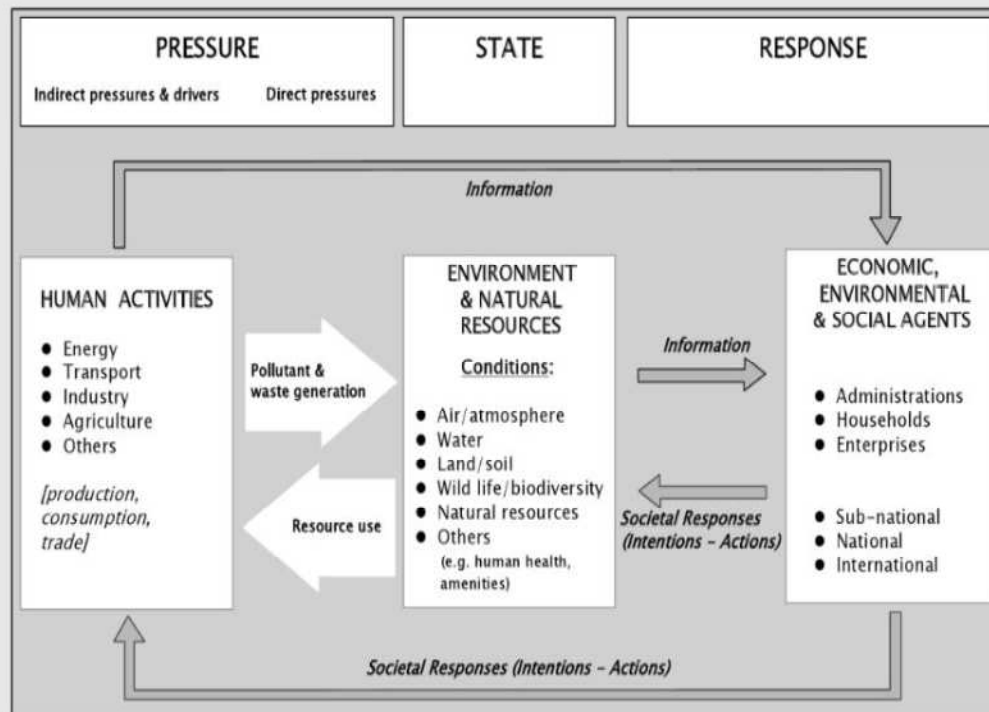 PRESSURE
Indirect pressures & drivers
Direct pressures
STATE
RESPONSE
Information
HUMAN ACTIVITIES
● Energy
● Transport
● Industry
● Agriculture
● Others
[production,
consumption,
trade]
Pollutant &
waste generation
Resource use
ENVIRONMENT
& NATURAL
RESOURCES
Conditions:
● Air/atmosphere
● Water
● Land/soil
● Wild life/biodiversity
● Natural resources
● Others
(e.g. human health,
amenities)
Information
Societal Responses
(Intentions – Actions)
ECONOMIC,
ENVIRONMENTAL
& SOCIAL AGENTS
● Administrations
● Households
● Enterprises
● Sub-national
● National
● International
Societal Responses (Intentions – Actions)